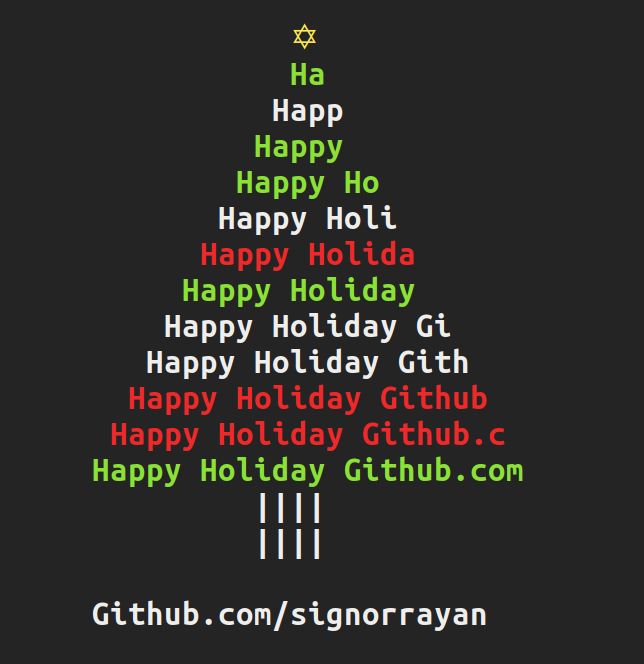 ✡
Ha
Happ
Happy
Happy Ho
Happy Holi
Happy Holida
Happy Holiday
Happy Holiday Gi
Happy Holiday Gith
Happy Holiday Github
Happy Holiday Github.c
Happy Holiday Github.com
||||
||||
Github.com/signorrayan